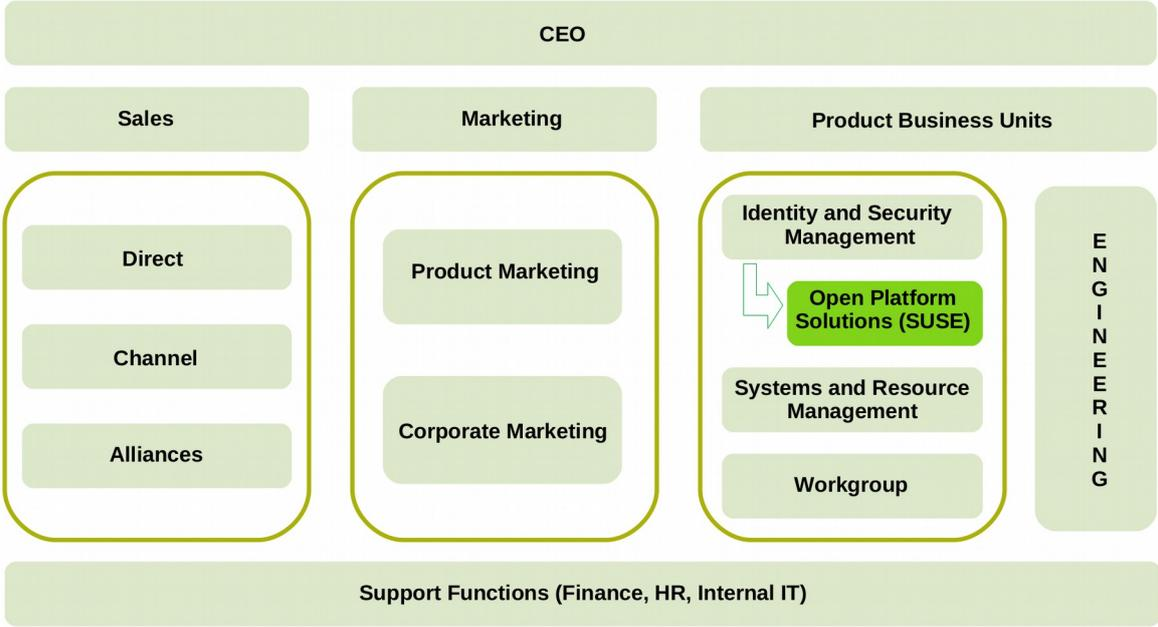 CEO
Sales
Marketing
Product Business Units
Direct
Channel
Alliances
Product Marketing
Corporate Marketing
Identity and Security
Management
Open Platform
Solutions (SUSE)
Systems and Resource
Management
Workgroup
E
N
G
I
N
E
E
R
I
N
G
Support Functions (Finance, HR, Internal IT)